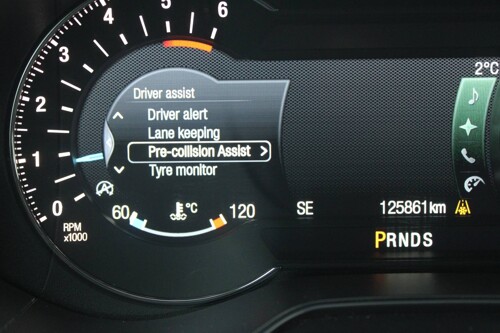 6
5
4
3
2
1
0
RPM
x1000
2°C
Driver assist
Driver alert
Lane keeping
Pre-collision Assist >
Tyre monitor
60 °C 120
SE 125861km
PRNDS